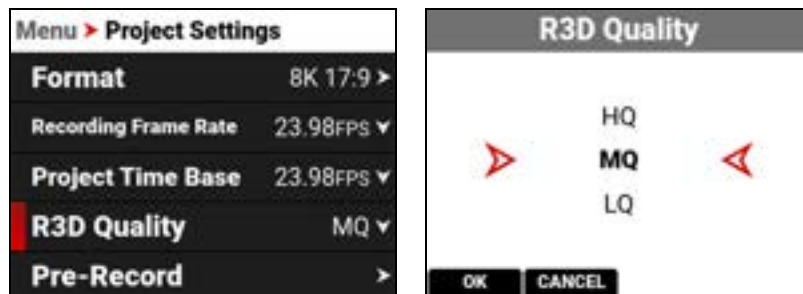 Menu ➤ Project Settings
Format 8K 17:9 ➤
Recording Frame Rate 23.98FPS
Project Time Base 23.98FPS
R3D Quality MQ
Pre-Record ➤
R3D Quality
HQ
MQ
LQ
OK CANCEL